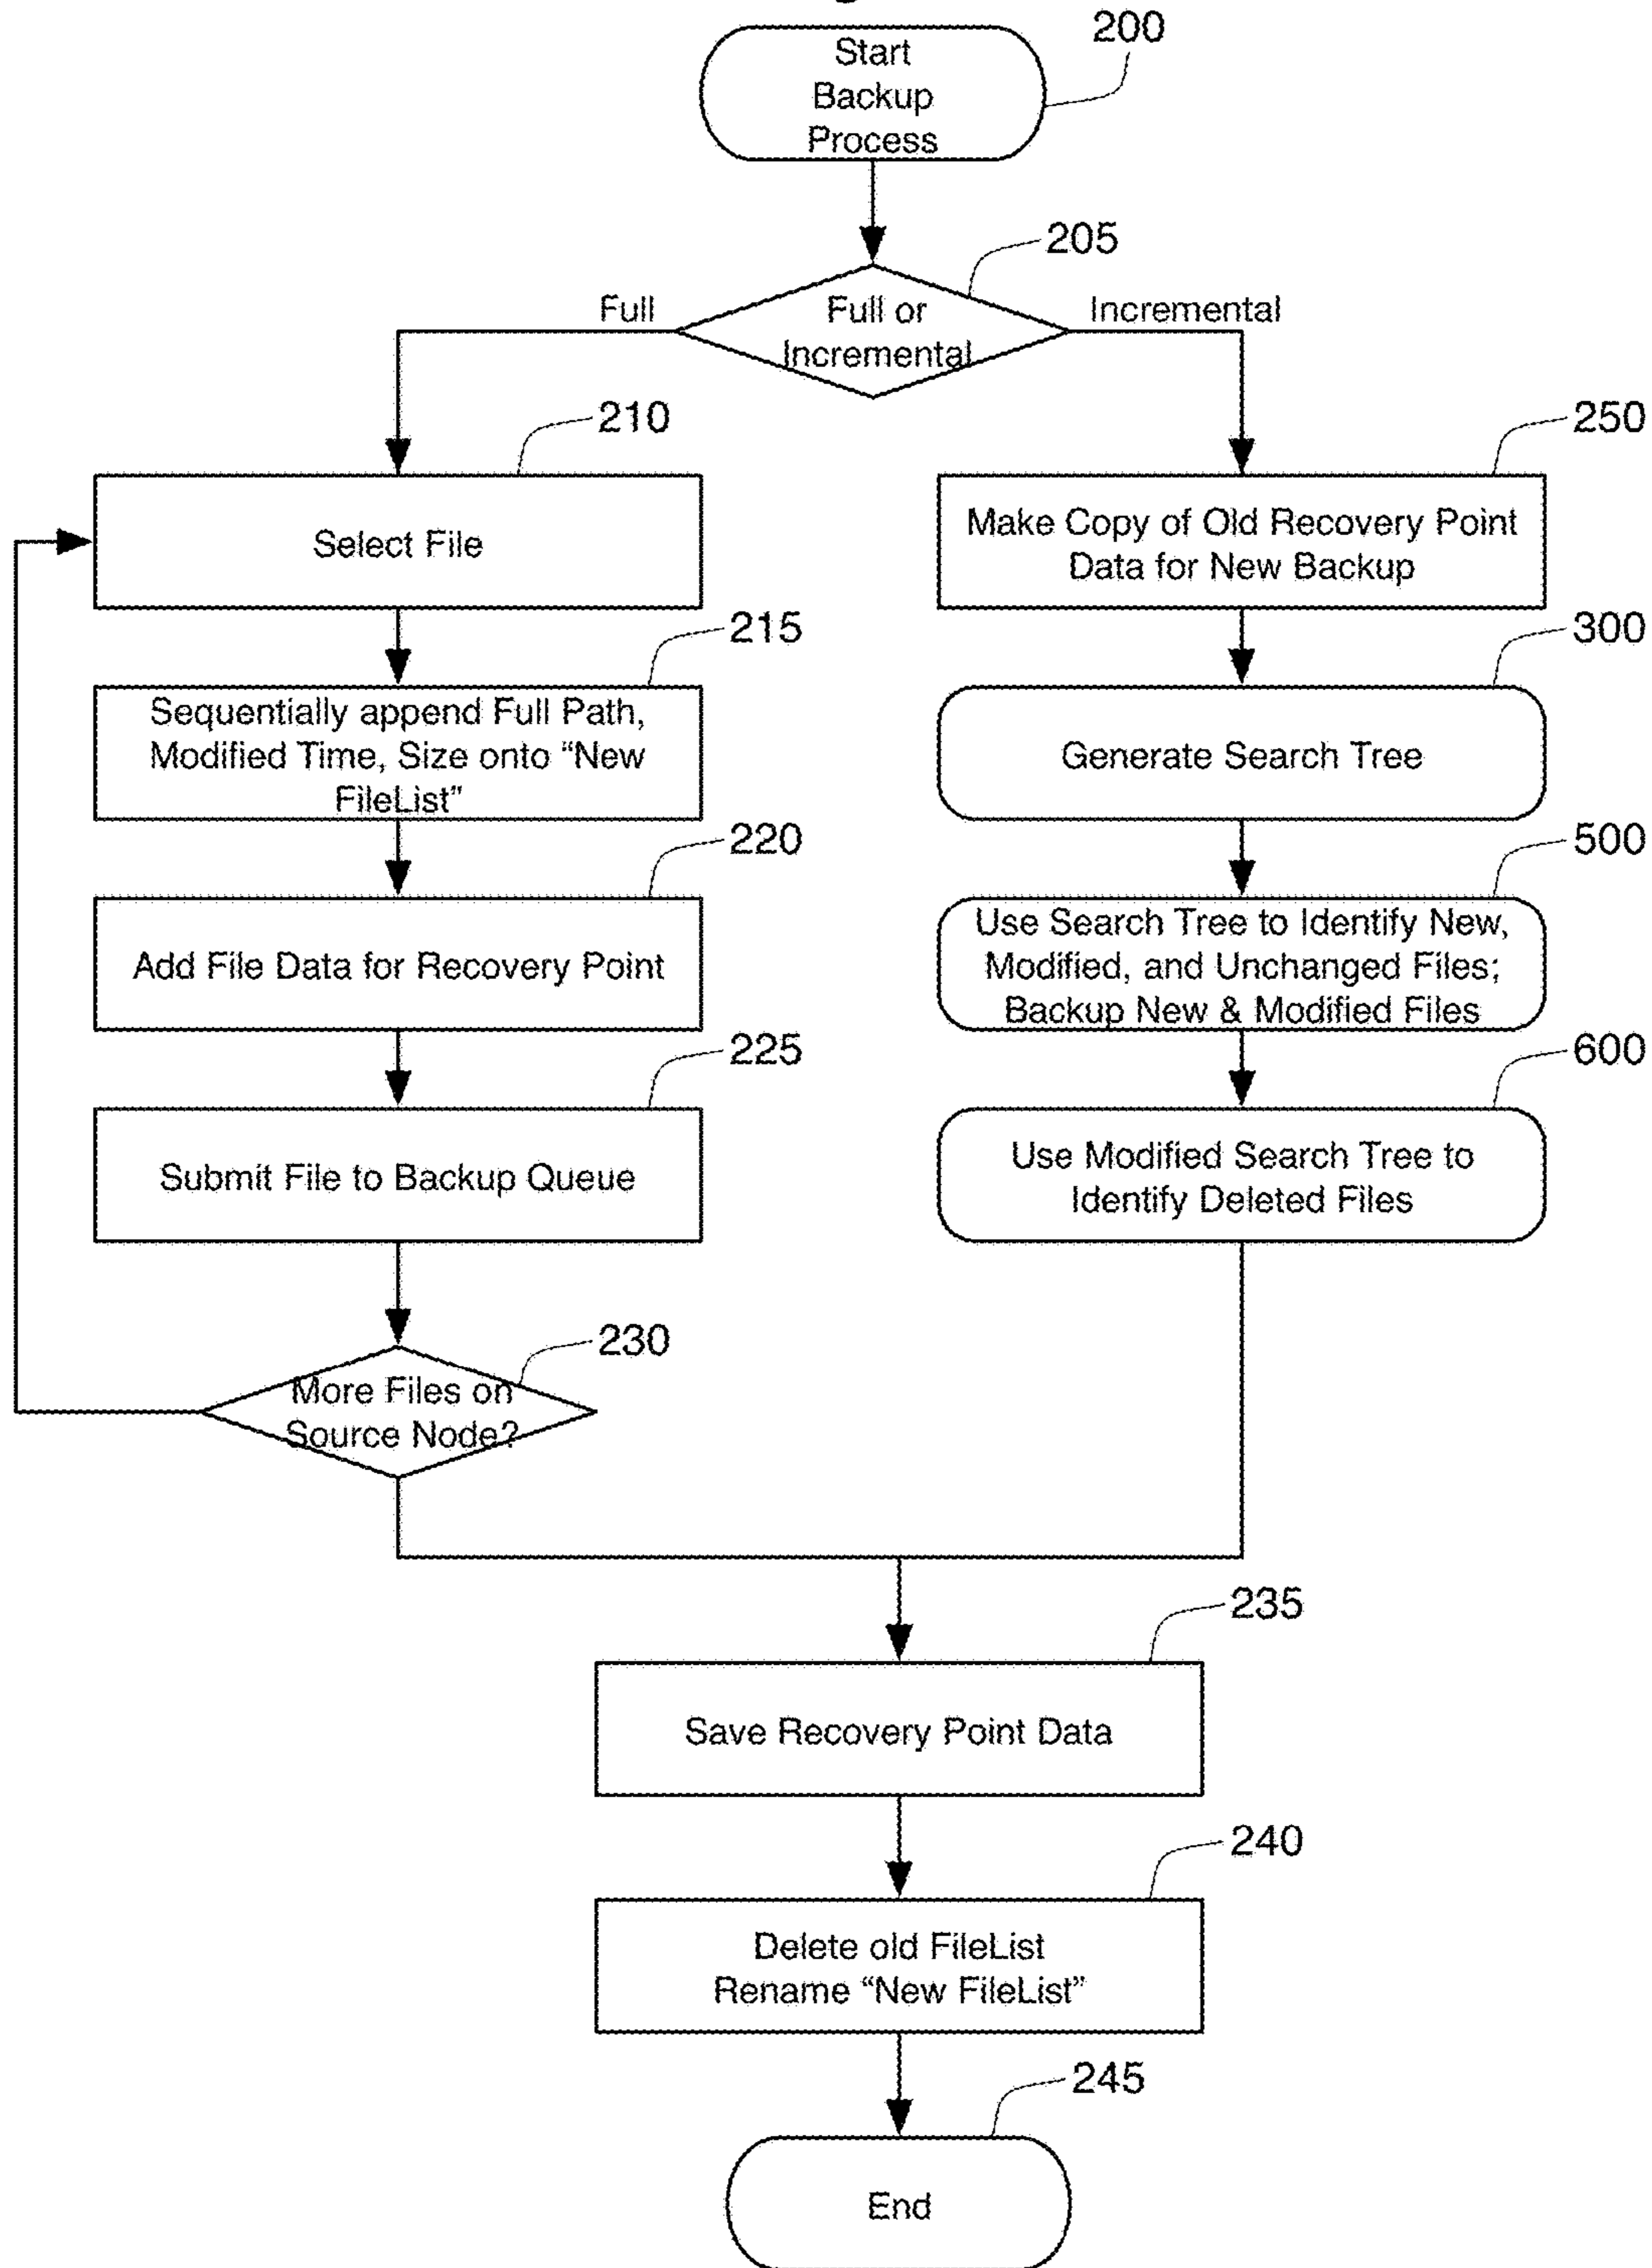 200
Start
Backup
Process
205
Full
Full or
Incremental
Incremental
210
250
Select File
Make Copy of Old Recovery Point
Data for New Backup
215
300
Sequentially append Full Path,
Modified Time, Size onto “New
FileList”
Generate Search Tree
220
500
Add File Data for Recovery Point
Use Search Tree to Identify New,
Modified, and Unchanged Files;
Backup New & Modified Files
225
600
Submit File to Backup Queue
Use Modified Search Tree to
Identify Deleted Files
230
More Files on
Source Node?
235
Save Recovery Point Data
240
Delete old FileList
Rename “New FileList”
245
End